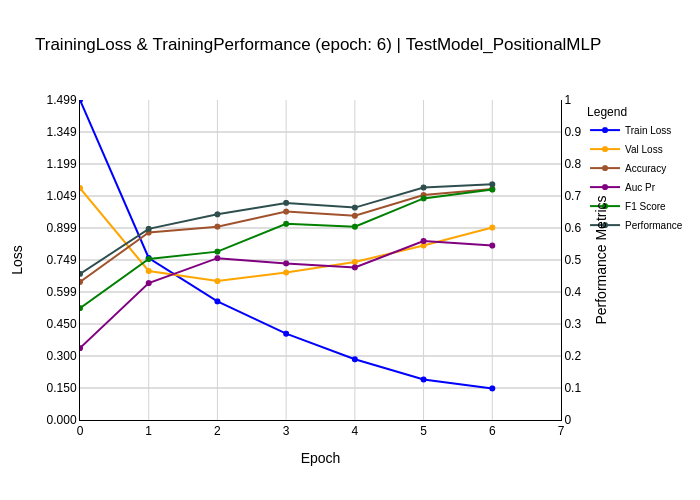 TrainingLoss & TrainingPerformance (epoch: 6) | TestModel_PositionalMLP
1.499
1.349
1.199
1.049
0.899
0.749
0.599
0.450
0.300
0.150
0.000
Loss
0 1 2 3 4 5 6 7
Epoch
1
0.9
0.8
0.7
0.6
0.5
0.4
0.3
0.2
0.1
0
Performance Metrics
Legend
Train Loss
Val Loss
Accuracy
Auc Pr
F1 Score
Performance